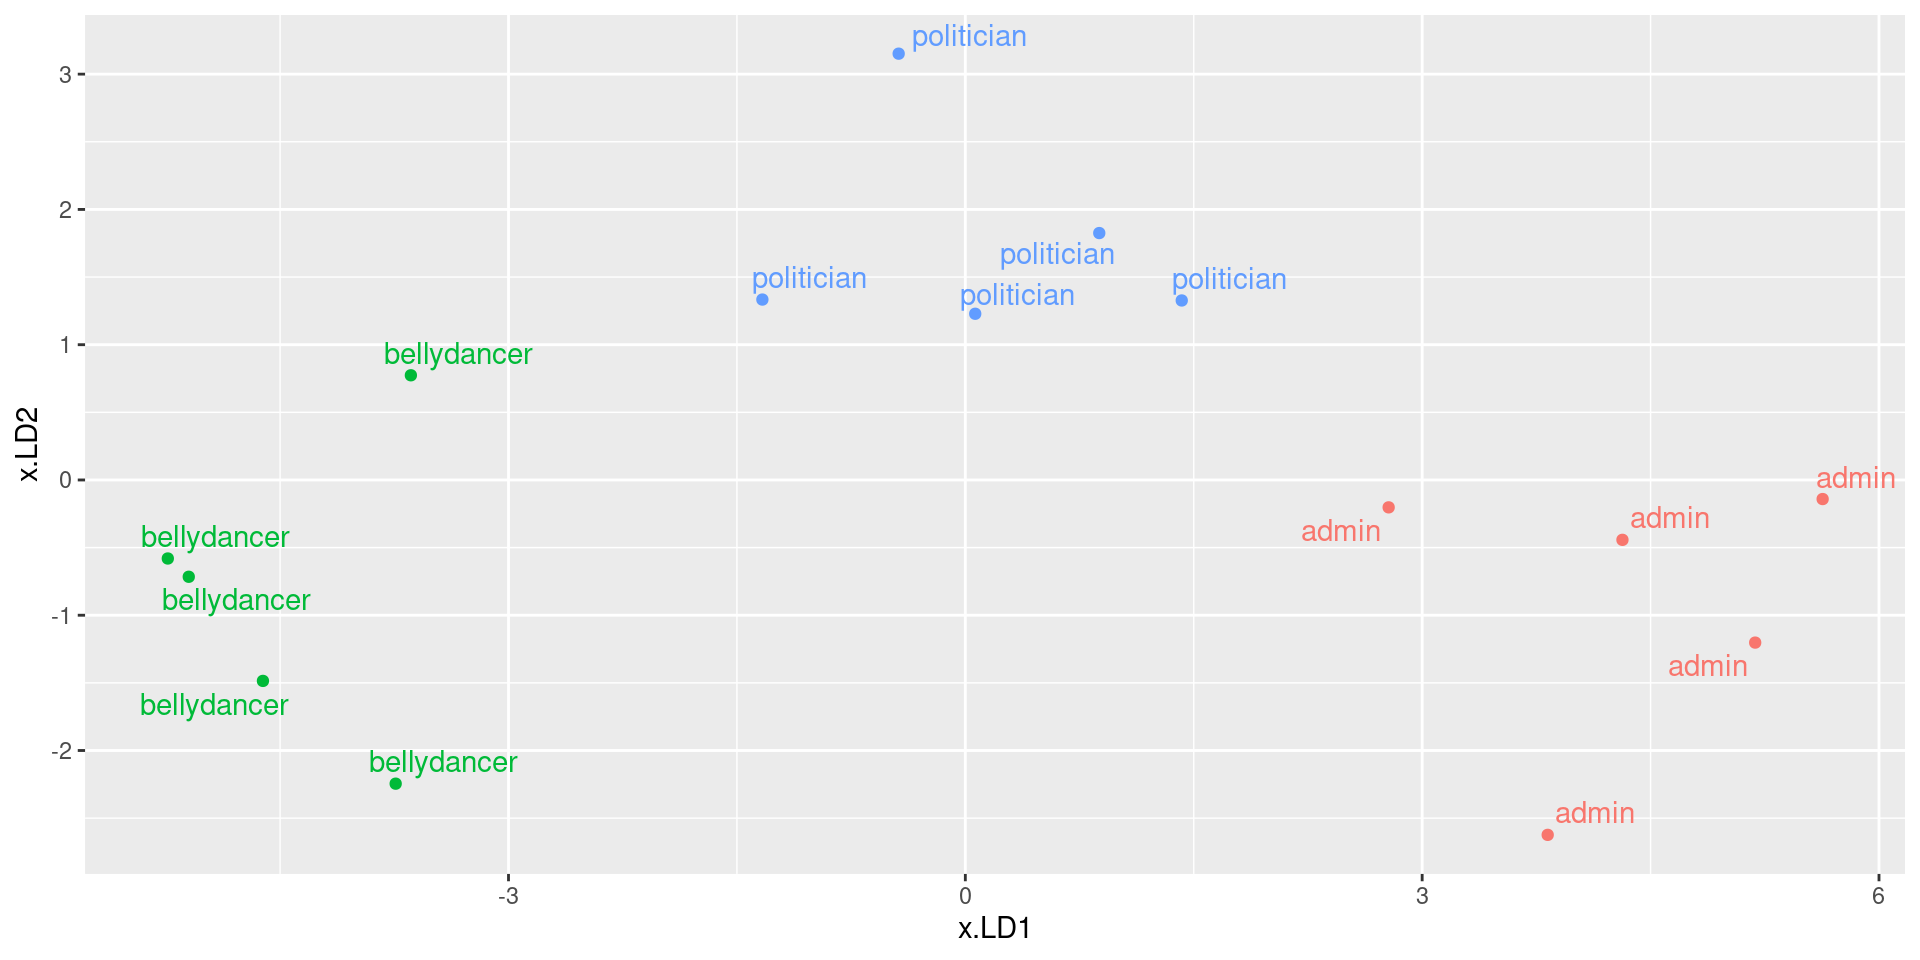 politician
3
2
politician
politician
politician
politician
1
bellydancer
x.LD2
0
admin
admin
admin
bellydancer
bellydancer
-1
admin
bellydancer
-2
bellydancer
admin
-3
0
3
6
x.LD1